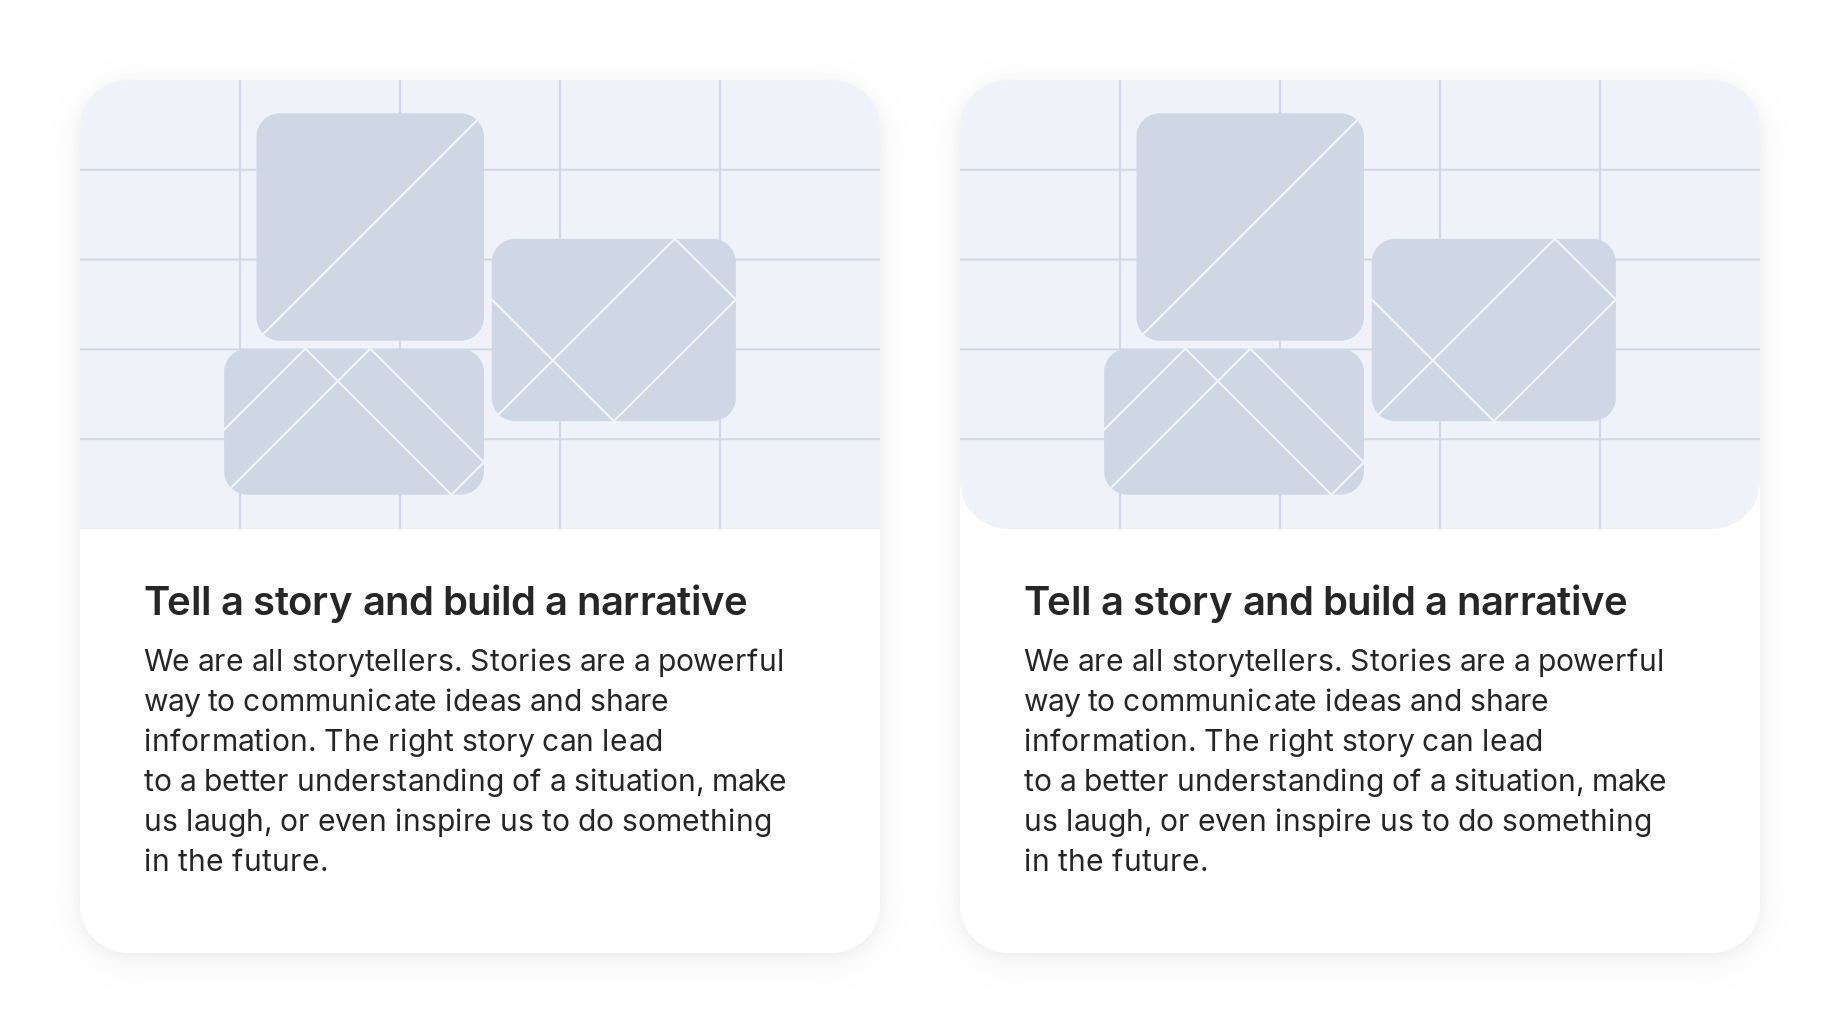 Tell a story and build a narrative
We are all storytellers. Stories are a powerful
way to communicate ideas and share
information. The right story can lead
to a better understanding of a situation, make
us laugh, or even inspire us to do something
in the future.
Tell a story and build a narrative
We are all storytellers. Stories are a powerful
way to communicate ideas and share
information. The right story can lead
to a better understanding of a situation, make
us laugh, or even inspire us to do something
in the future.